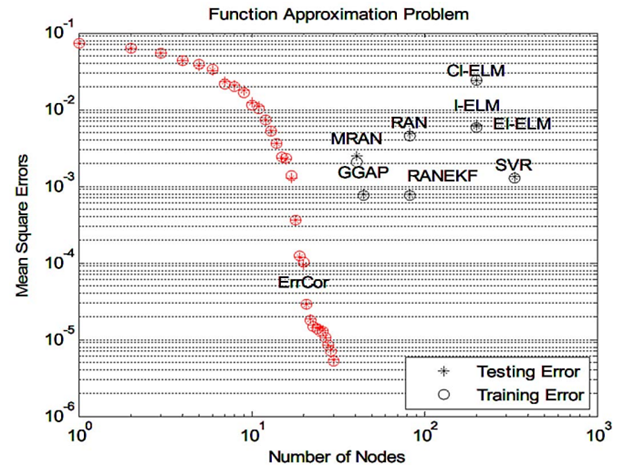 Function Approximation Problem
10^-1
10^-2
10^-3
10^-4
10^-5
10^-6
Mean Square Errors
CI-ELM
I-ELM
EI-ELM
RAN
MRAN
GGAP
RANEKF
SVR
ErrCor
Testing Error
Training Error
10^0
10^1
10^2
10^3
Number of Nodes